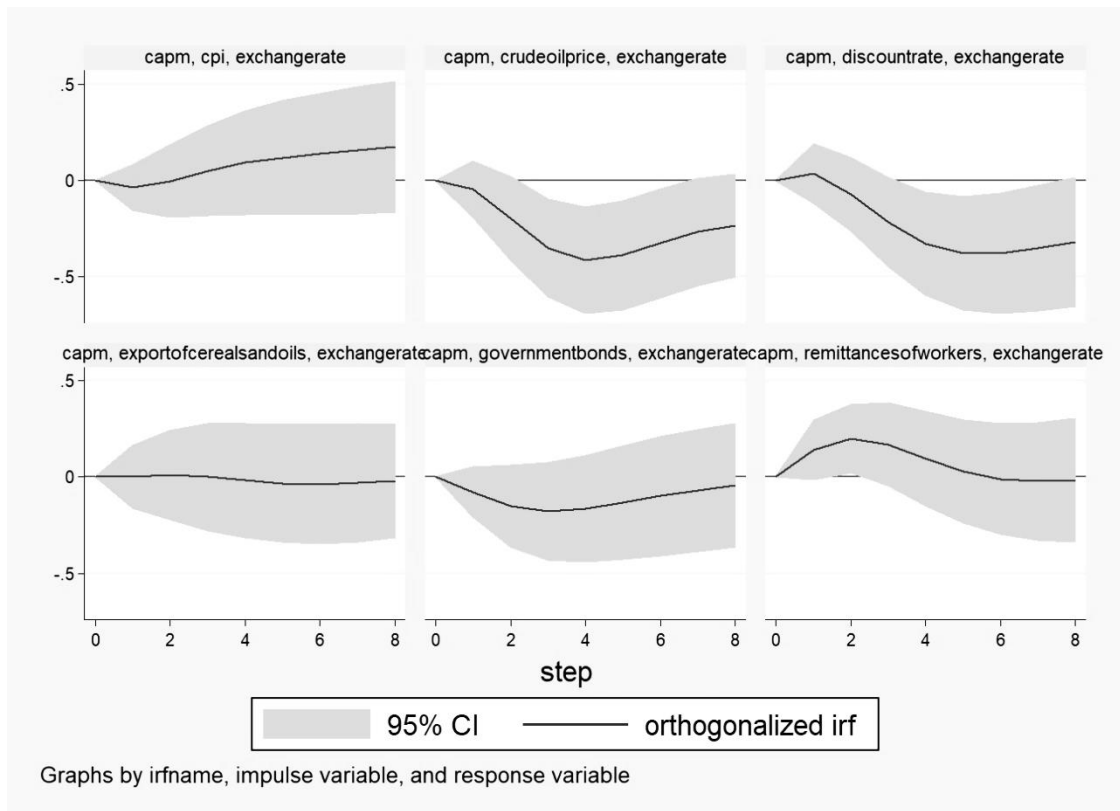 capm, cpi, exchangerate
capm, crudeoilprice, exchangerate
capm, discountrate, exchangerate
.5
0
-.5
capm, exportofcerealsandoils, exchangerate
capm, governmentbonds, exchangerate
capm, remittancesofworkers, exchangerate
.5
0
-.5
0 2 4 6 8
0 2 4 6 8
0 2 4 6 8
step
95% CI
orthogonalized irf
Graphs by irfname, impulse variable, and response variable